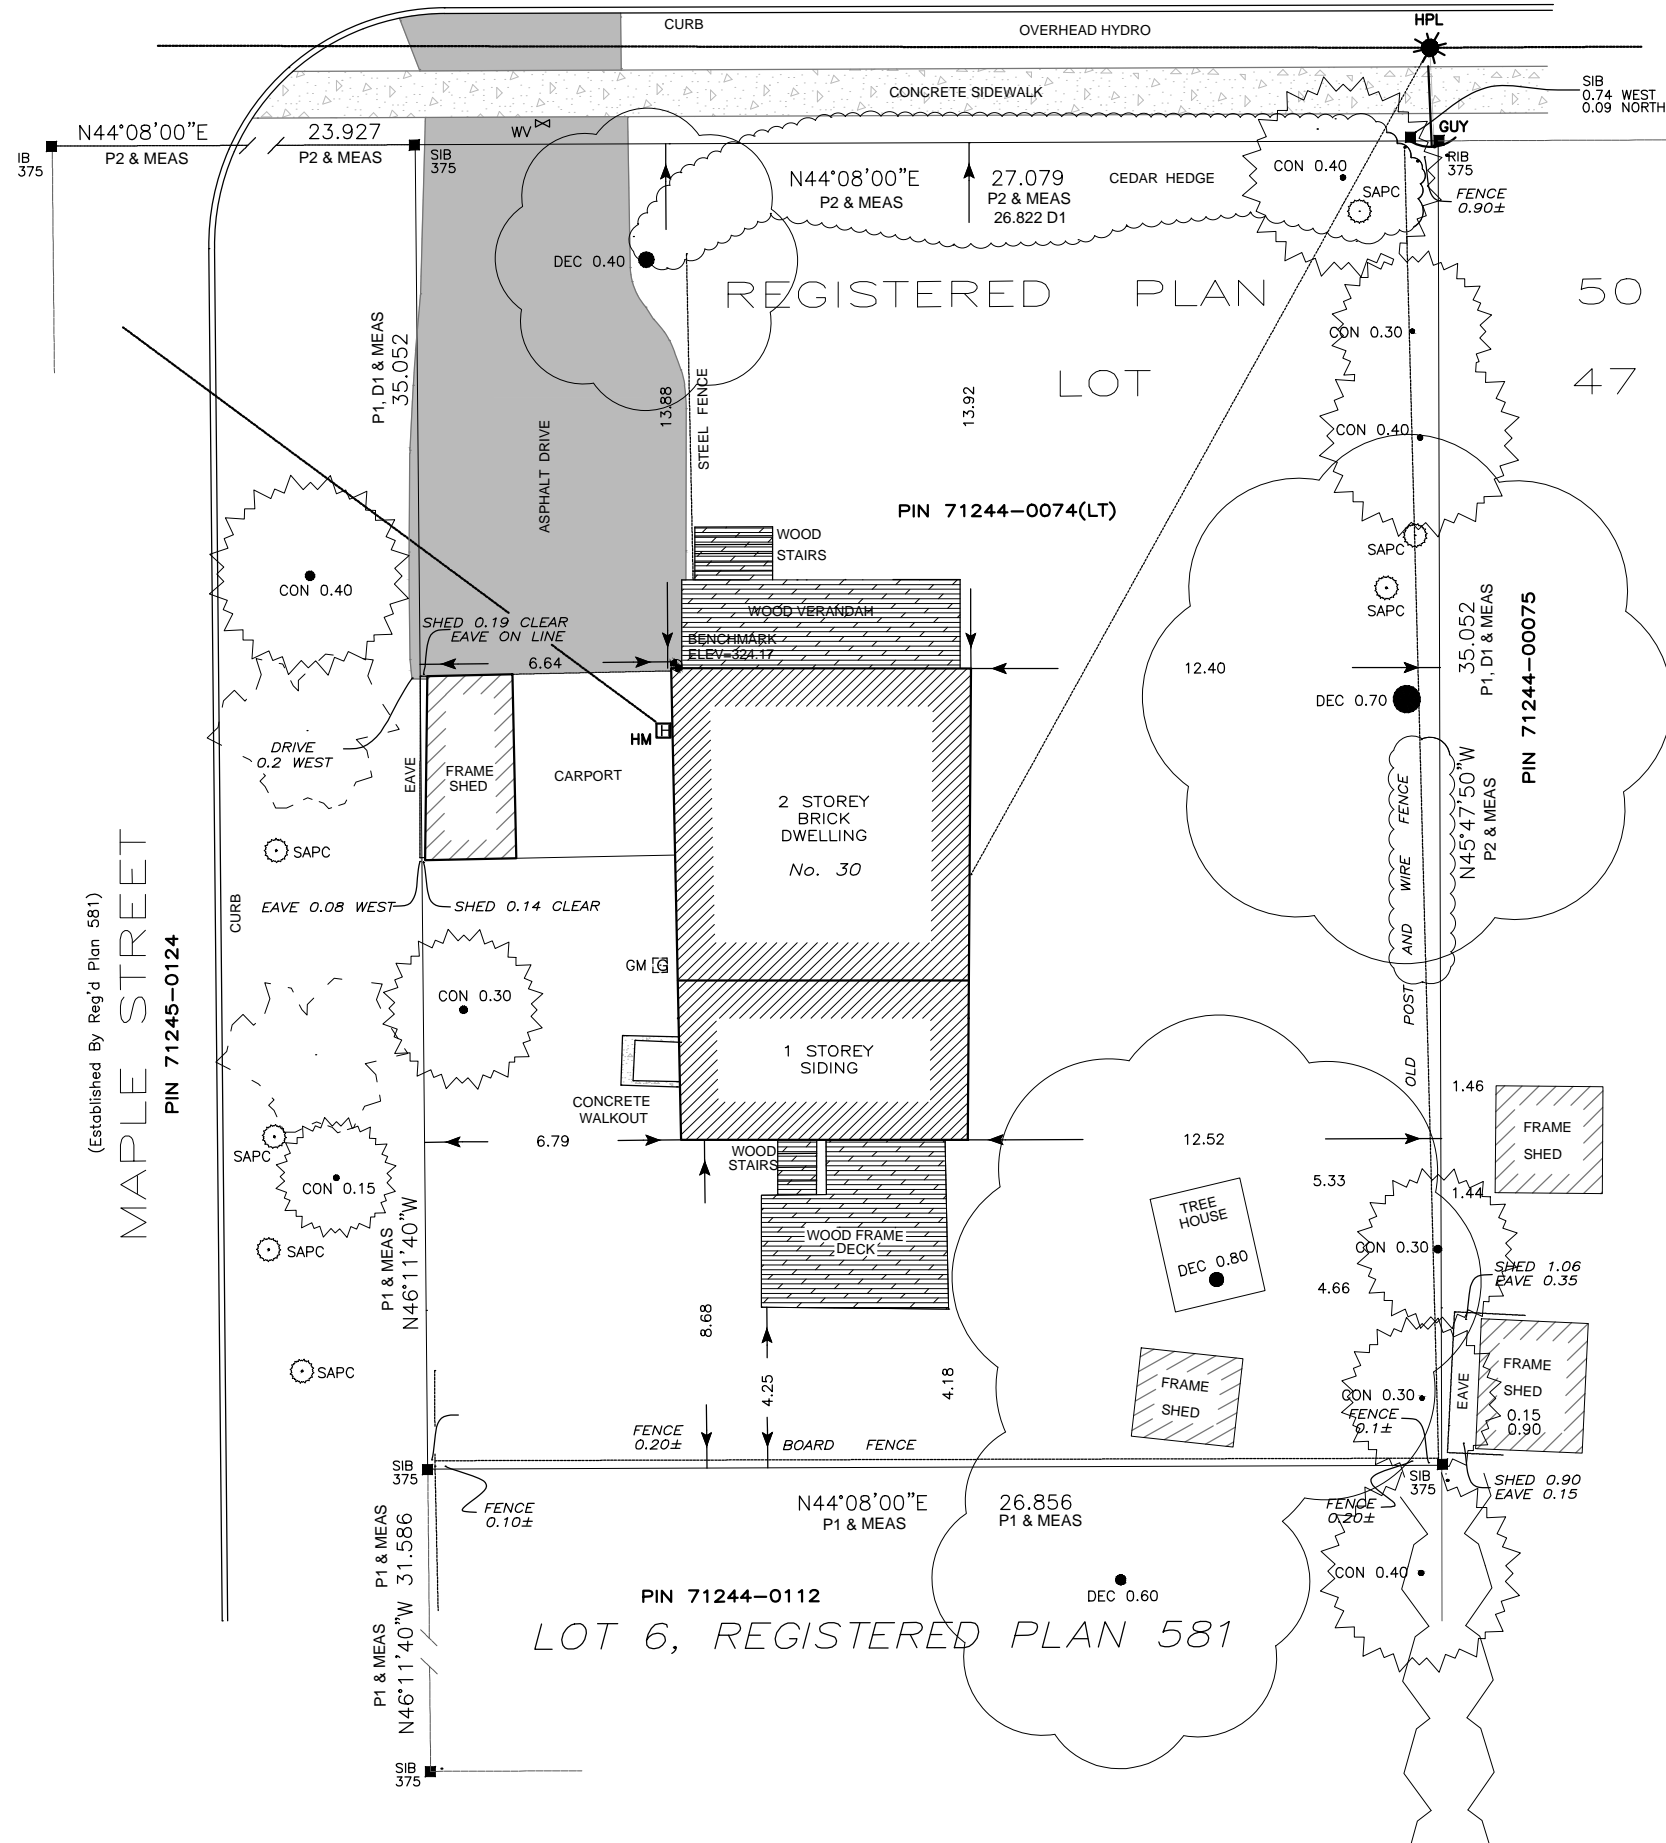 CURB
OVERHEAD HYDRO
HPL
CONCRETE SIDEWALK
SIB
0.74 WEST
0.09 NORTH
N44°08'00"E
P2 & MEAS
23.927
P2 & MEAS
WV
GUY
IB
375
SIB
375
RIB
375
CON 0.40
SAPC
FENCE
0.90±
N44°08'00"E
P2 & MEAS
27.079
P2 & MEAS
26.822 D1
CEDAR HEDGE
DEC 0.40
REGISTERED PLAN 50
CON 0.30
P1, D1 & MEAS
35.052
LOT 47
13.88
STEEL FENCE
13.92
CON 0.40
ASPHALT DRIVE
PIN 71244-0074(LT)
WOOD
STAIRS
SAPC
SAPC
CON 0.40
WOOD VERANDAH
SHED 0.19 CLEAR
EAVE ON LINE
BENCHMARK
ELEV=324.17
6.64
12.40
35.052
P1, D1 & MEAS
PIN 71244-00075
DEC 0.70
HM
DRIVE
0.2 WEST
EAVE
FRAME
SHED
CARPORT
2 STOREY
BRICK
DWELLING
No. 30
OLD POST AND WIRE FENCE
N45°47'50"W
P2 & MEAS
SAPC
(Established By Reg'd Plan 581)
MAPLE STREET
PIN 71245-0124
CURB
EAVE 0.08 WEST
SHED 0.14 CLEAR
GM G
CON 0.30
1 STOREY
SIDING
CONCRETE
WALKOUT
1.46
FRAME
SHED
SAPC
CON 0.15
6.79
WOOD
STAIRS
12.52
5.33
1.44
TREE
HOUSE
DEC 0.80
P1 & MEAS
N46°11'40"W
SAPC
WOOD FRAME
DECK
CON 0.30
SHED 1.06
EAVE 0.35
4.66
8.68
SAPC
4.25
4.18
FRAME
SHED
CON 0.30
EAVE
FRAME
SHED
0.15
0.90
FENCE
0.1±
FENCE
0.20±
BOARD FENCE
SIB
375
SIB
375
SHED 0.90
EAVE 0.15
FENCE
0.10±
N44°08'00"E
P1 & MEAS
26.856
P1 & MEAS
FENCE
0.20±
P1 & MEAS
31.586
CON 0.40
PIN 71244-0112
DEC 0.60
LOT 6, REGISTERED PLAN 581
P1 & MEAS
N46°11'40"W
SIB
375